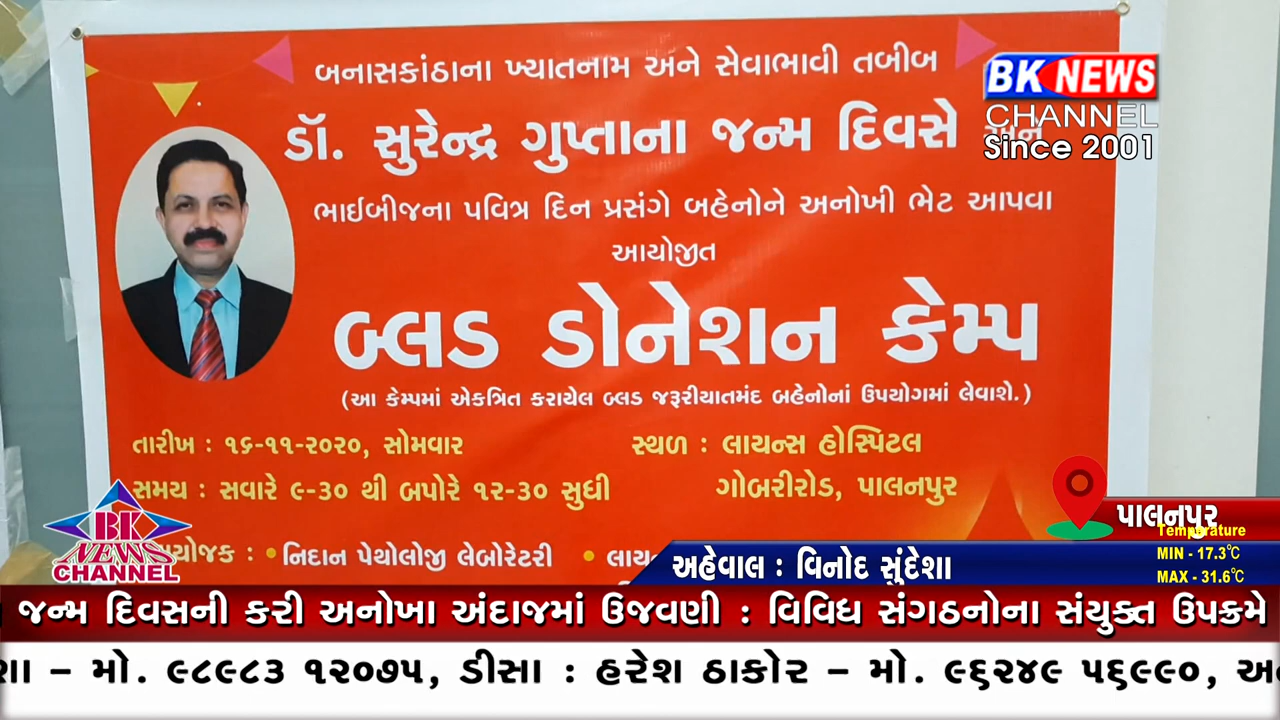 બનાસકાંઠાના ખ્યાતનામ અને સેવાભાવી તબીબ
ડૉ. સુરેન્દ્ર ગુપ્તાના જન્મ દિવસે અને
ભાઈબીજના પવિત્ર દિન પ્રસંગે બહેનોને અનોખી ભેટ આપવા
આયોજીત
બ્લડ ડોનેશન કેમ્પ
(આ કેમ્પમાં એકત્રિત કરાયેલ બ્લડ જરૂરીયાતમંદ બહેનોનાં ઉપયોગમાં લેવાશે.)
તારીખ : ૧૬-૧૧-૨૦૨૦, સોમવાર
સ્થળ : લાયન્સ હોસ્પિટલ
ગોબરીરોડ, પાલનપુર
સમય : સવારે ૯-૩૦ થી બપોરે ૧૨-૩૦ સુધી
• નિદાન પેથોલોજી લેબોરેટરી
BK NEWS
CHANNEL
Since 2001
BK
NEWS
CHANNEL
પાલનપુર
Temperature
MIN - 17.3℃
MAX - 31.6℃
અહેવાલ : વિનોદ સુંદેશા
જન્મ દિવસની કરી અનોખા અંદાજમાં ઉજવણી : વિવિધ સંગઠનોના સંયુક્ત ઉપક્રમે
– મો. ૯૮૯૮૩ ૧૨૦૭૫, ડીસા : હરેશ ઠાકોર – મો. ૯૬૨૪૯ ૫૬૯૯૦,